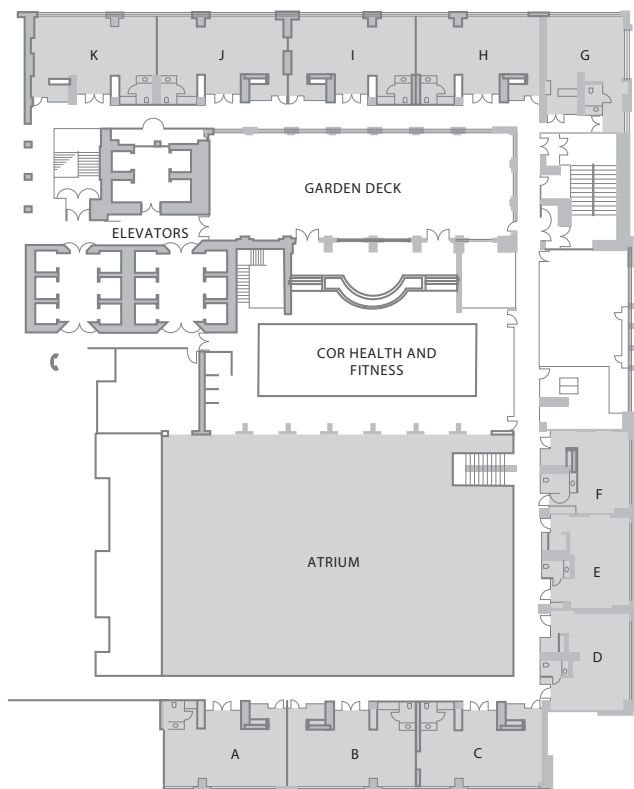 K
J
I
H
G
GARDEN DECK
ELEVATORS
COR HEALTH AND
FITNESS
F
ATRIUM
E
D
A
B
C